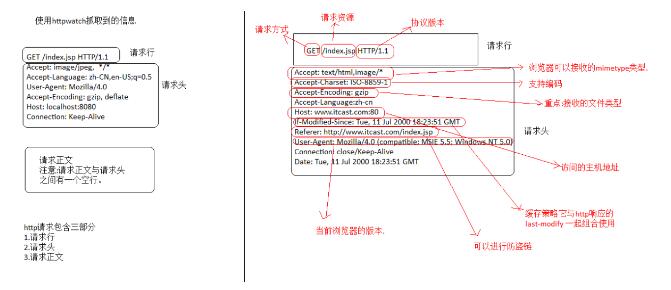 使用httpwatch抓取到的信息.
GET /index.jsp HTTP/1.1
请求行
Accept: image/jpeg, */*
Accept-Language: zh-CN,en-US;q=0.5
User-Agent: Mozilla/4.0
Accept-Encoding: gzip, deflate
Host: localhost:8080
Connection: Keep-Alive
请求头
请求正文
注意:请求正文与请求头
之间有一个空行。
http请求包含三部分
1.请求行
2.请求头
3.请求正文
请求方式
请求资源
协议版本
GET /index.jsp HTTP/1.1
请求行
Accept: text/html,image/*
Accept-Charset: ISO-8859-1
Accept-Encoding: gzip
Accept-Language:zh-cn
Host: www.itcast.com:80
If-Modified-Since: Tue, 11 Jul 2000 18:23:51 GMT
Referer: http://www.itcast.com/index.jsp
User-Agent: Mozilla/4.0 (compatible; MSIE 5.5; Windows NT 5.0)
Connection: close/Keep-Alive
Date: Tue, 11 Jul 2000 18:23:51 GMT
请求头
浏览器可以接收的mimetype类型.
支持编码
重点:接收的文件类型
访问的主机地址
缓存策略它与http响应的
last-modify 一起组合使用
可以进行防盗链
当前浏览器的版本.